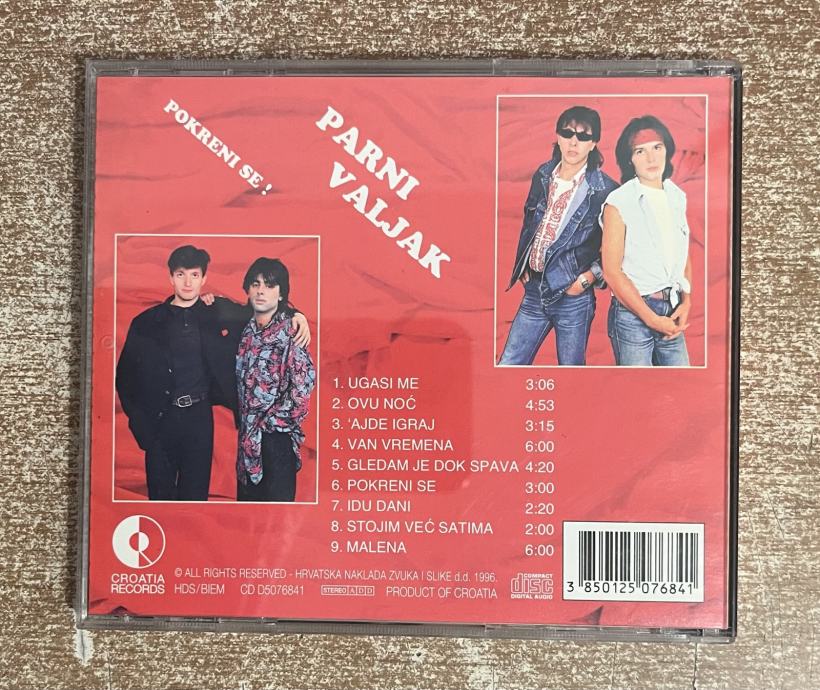 POKRENI SE !
PARNI
VALJAK
1. UGASI ME 3:06
2. OVU NOĆ 4:53
3. 'AJDE IGRAJ 3:15
4. VAN VREMENA 6:00
5. GLEDAM JE DOK SPAVA 4:20
6. POKRENI SE 3:00
7. IDU DANI 2:20
8. STOJIM VEĆ SATIMA 2:00
9. MALENA 6:00
CROATIA
RECORDS
© ALL RIGHTS RESERVED - HRVATSKA NAKLADA ZVUKA I SLIKE d.d. 1996.
HDS/BIEM CD D5076841 STEREO A D D PRODUCT OF CROATIA
COMPACT
disc
DIGITAL AUDIO
3 850125 076841